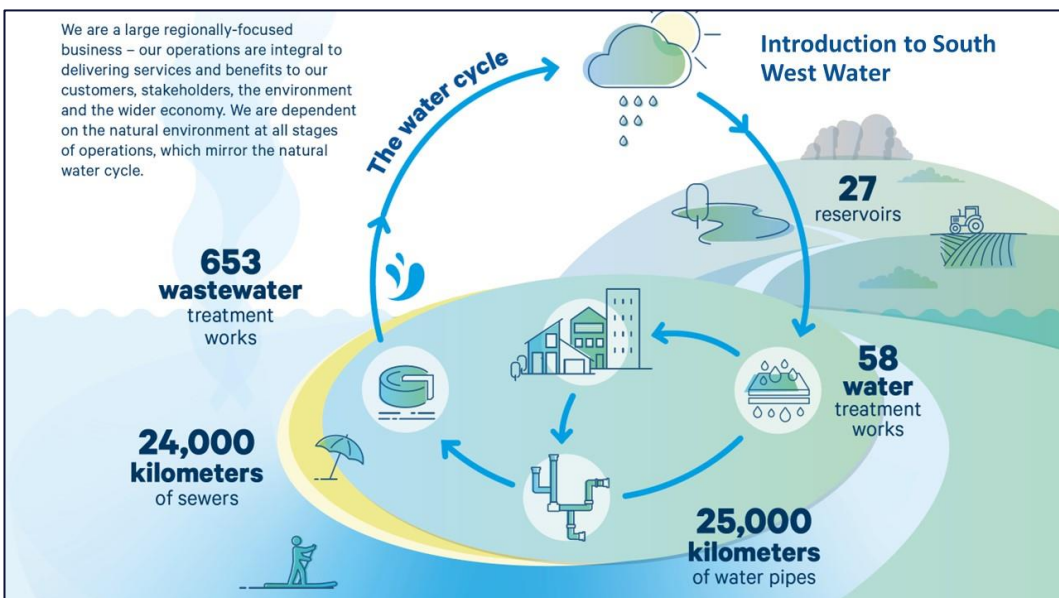 We are a large regionally-focused
business – our operations are integral to
delivering services and benefits to our
customers, stakeholders, the environment
and the wider economy. We are dependent
on the natural environment at all stages
of operations, which mirror the natural
water cycle.
The water cycle
Introduction to South
West Water
27
reservoirs
653
wastewater
treatment
works
58
water
treatment
works
24,000
kilometers
of sewers
25,000
kilometers
of water pipes